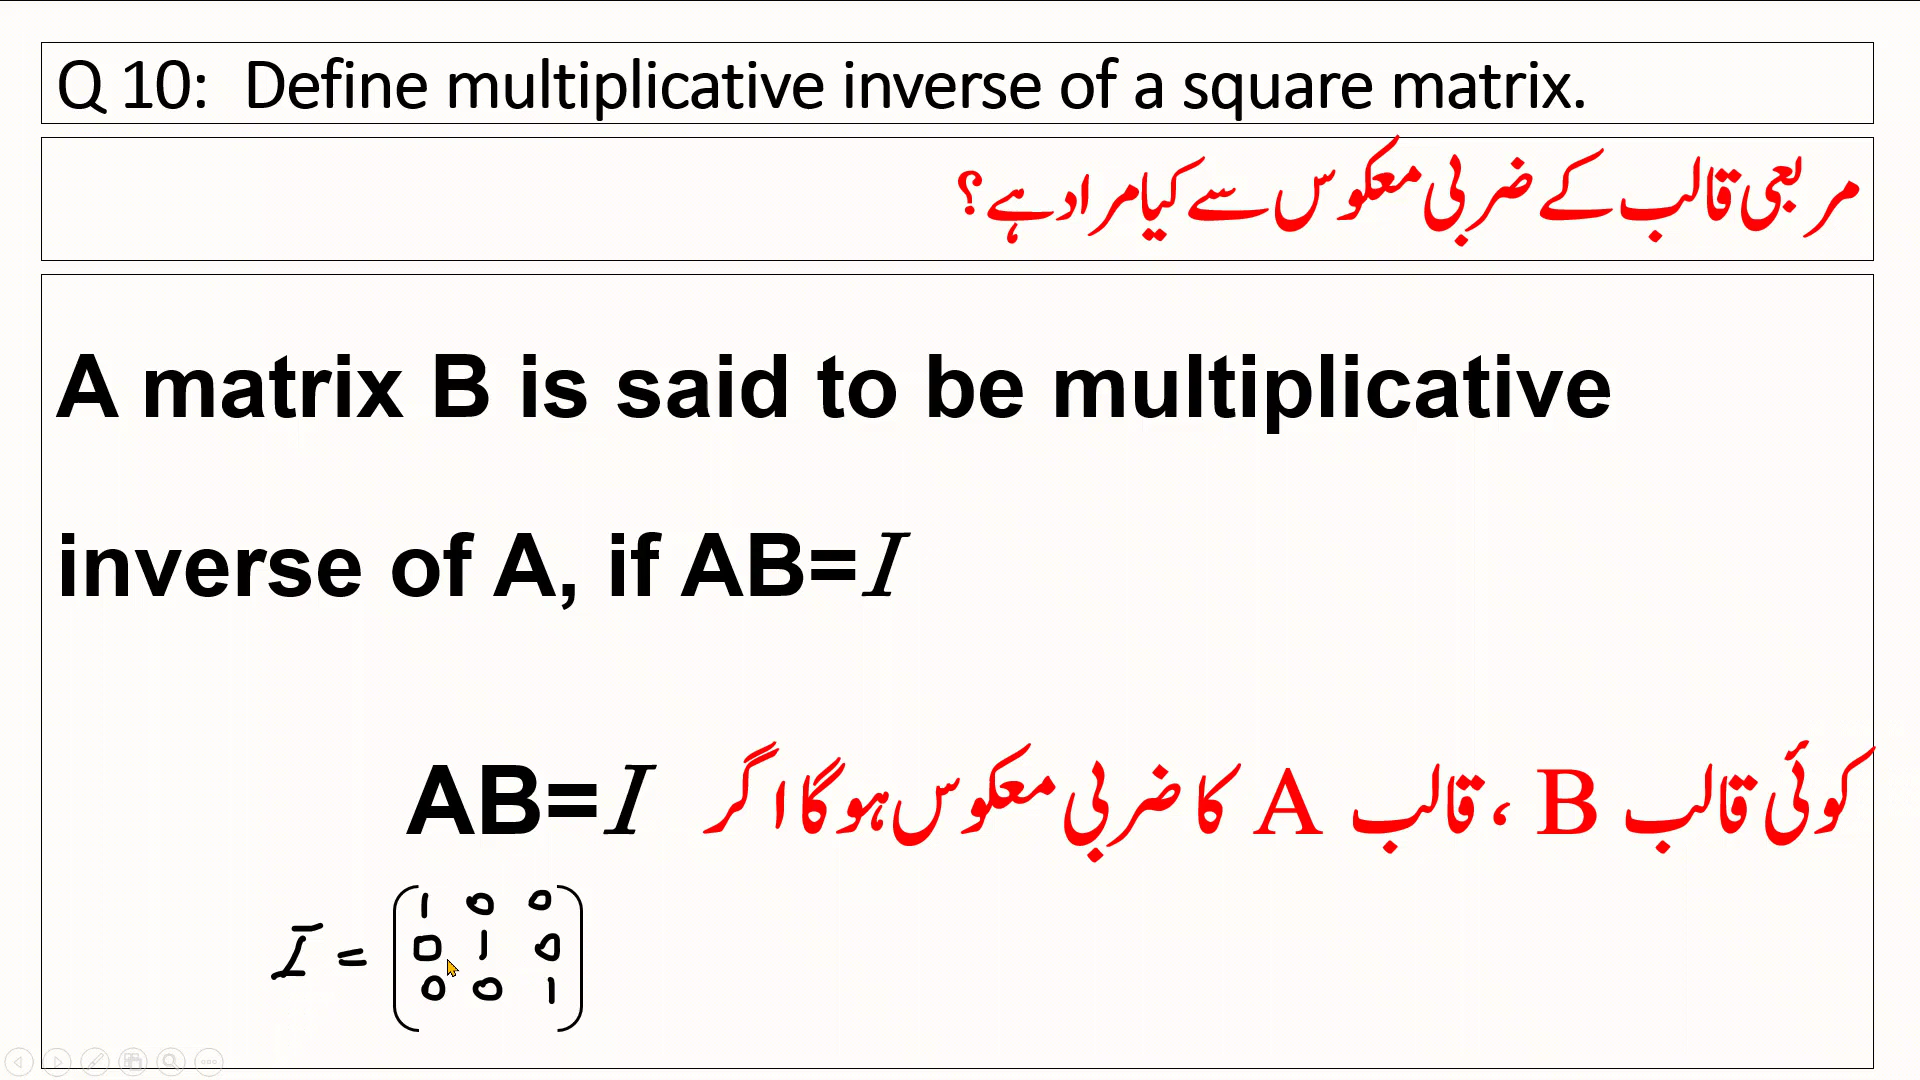 Q 10: Define multiplicative inverse of a square matrix.
مربعی قالب کے ضربی معکوس سے کیا مراد ہے؟
A matrix B is said to be multiplicative
inverse of A, if AB=I
کوئی قالب B ، قالب A کا ضربی معکوس ہوگا اگر AB=I
I = 
1 0 0
0 1 0
0 0 1